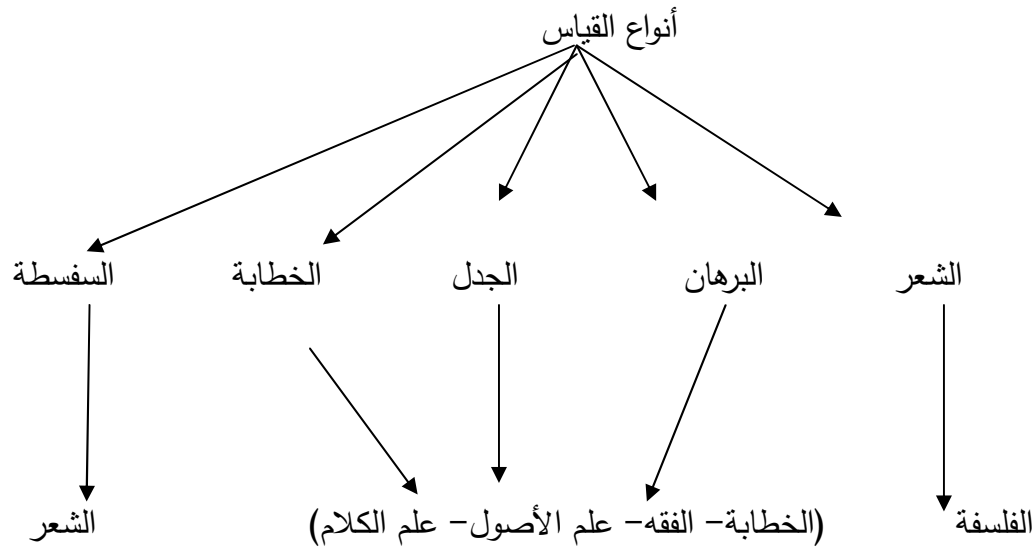 أنواع القياس
الشعر البرهان الجدل الخطابة السفسطة
الفلسفة (الخطابة- الفقه- علم الأصول- علم الكلام) الشعر